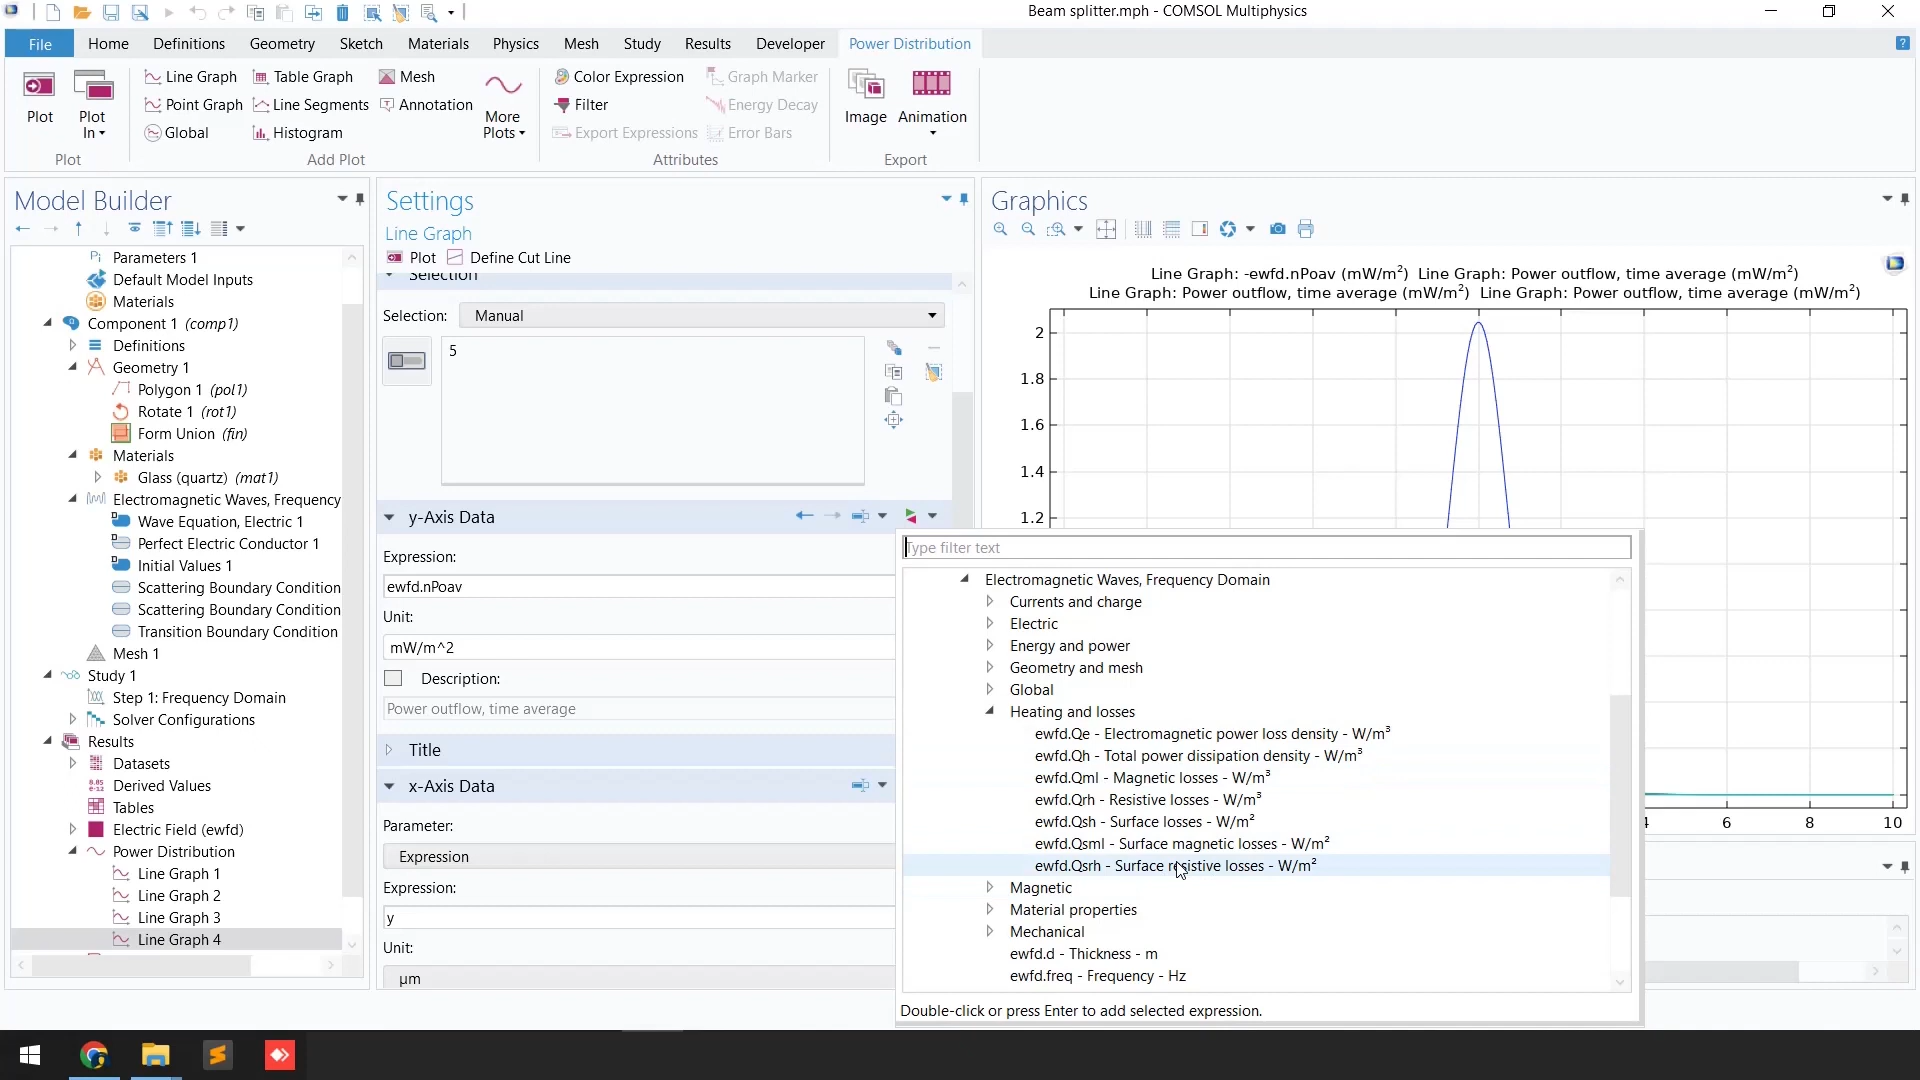 Beam splitter.mph - COMSOL Multiphysics
File Home Definitions Geometry Sketch Materials Physics Mesh Study Results Developer Power Distribution
Plot
Plot In
Plot
Line Graph
Point Graph
Global
Table Graph
Line Segments
Histogram
Mesh
Annotation
More Plots
Add Plot
Color Expression
Filter
Export Expressions
Graph Marker
Energy Decay
Error Bars
Attributes
Image
Animation
Export
Model Builder
Parameters 1
Default Model Inputs
Materials
Component 1 (comp1)
Definitions
Geometry 1
Polygon 1 (pol1)
Rotate 1 (rot1)
Form Union (fin)
Materials
Glass (quartz) (mat1)
Electromagnetic Waves, Frequency
Wave Equation, Electric 1
Perfect Electric Conductor 1
Initial Values 1
Scattering Boundary Condition
Scattering Boundary Condition
Transition Boundary Condition
Mesh 1
Study 1
Step 1: Frequency Domain
Solver Configurations
Results
Datasets
Derived Values
Tables
Electric Field (ewfd)
Power Distribution
Line Graph 1
Line Graph 2
Line Graph 3
Line Graph 4
Settings
Line Graph
Plot Define Cut Line
Selection
Selection: Manual
5
y-Axis Data
Expression:
ewfd.nPoav
Unit:
mW/m^2
Description:
Power outflow, time average
Title
x-Axis Data
Parameter:
Expression
Expression:
y
Unit:
µm
Graphics
Line Graph: -ewfd.nPoav (mW/m²) Line Graph: Power outflow, time average (mW/m²)
Line Graph: Power outflow, time average (mW/m²) Line Graph: Power outflow, time average (mW/m²)
2
1.8
1.6
1.4
1.2
4 6 8 10
Type filter text
Electromagnetic Waves, Frequency Domain
Currents and charge
Electric
Energy and power
Geometry and mesh
Global
Heating and losses
ewfd.Qe - Electromagnetic power loss density - W/m³
ewfd.Qh - Total power dissipation density - W/m³
ewfd.Qml - Magnetic losses - W/m³
ewfd.Qrh - Resistive losses - W/m³
ewfd.Qsh - Surface losses - W/m²
ewfd.Qsml - Surface magnetic losses - W/m²
ewfd.Qsrh - Surface resistive losses - W/m²
Magnetic
Material properties
Mechanical
ewfd.d - Thickness - m
ewfd.freq - Frequency - Hz
Double-click or press Enter to add selected expression.